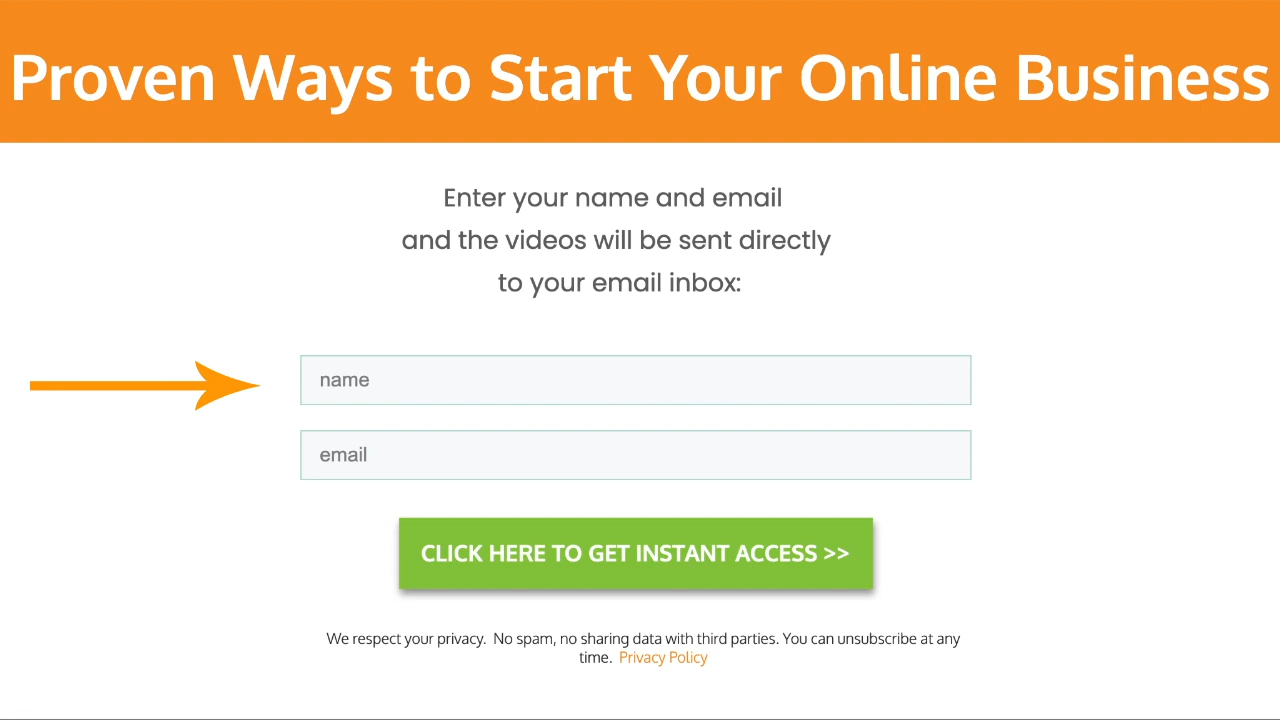 Proven Ways to Start Your Online Business
Enter your name and email
and the videos will be sent directly
to your email inbox:
name
email
CLICK HERE TO GET INSTANT ACCESS >>
We respect your privacy.  No spam, no sharing data with third parties. You can unsubscribe at any
time.  Privacy Policy